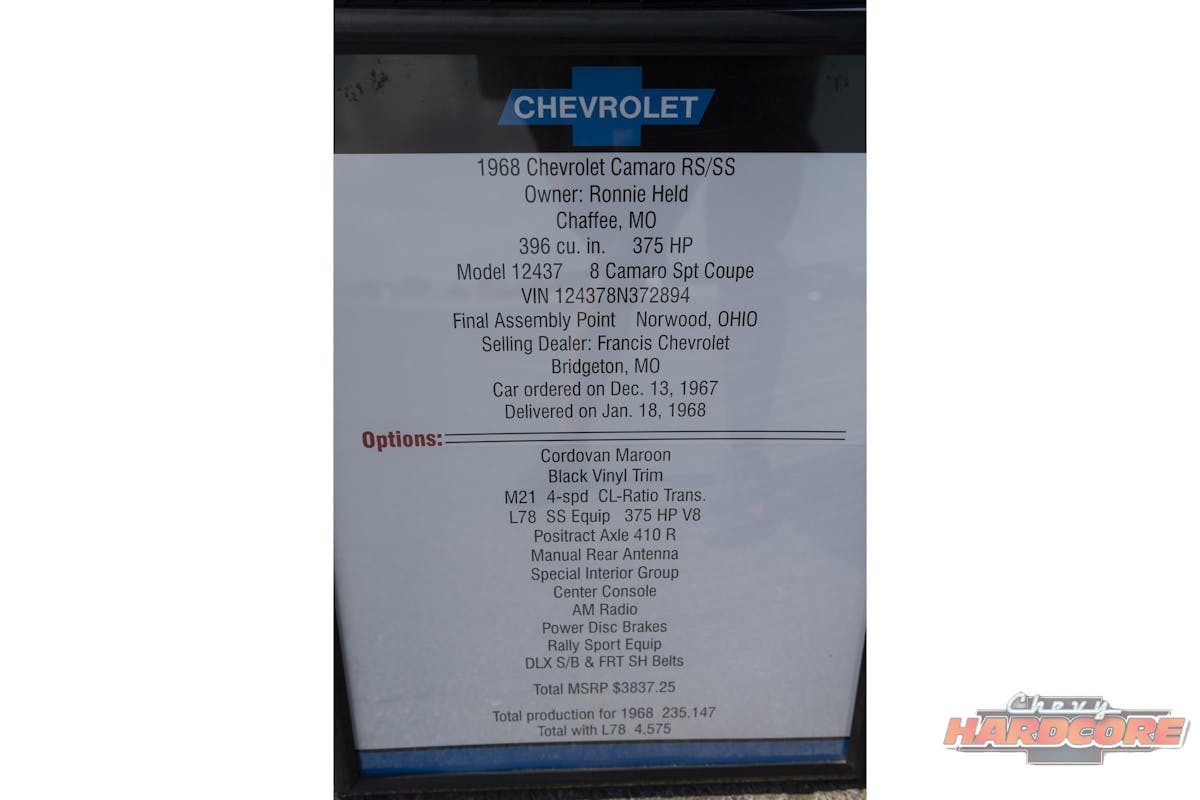 CHEVROLET
1968 Chevrolet Camaro RS/SS
Owner: Ronnie Held
Chaffee, MO
396 cu. in. 375 HP
Model 12437 8 Camaro Spt Coupe
VIN 124378N372894
Final Assembly Point Norwood, OHIO
Selling Dealer: Francis Chevrolet
Bridgeton, MO
Car ordered on Dec. 13, 1967
Delivered on Jan. 18, 1968
Options:
Cordovan Maroon
Black Vinyl Trim
M21 4-spd CL-Ratio Trans.
L78 SS Equip 375 HP V8
Positract Axle 410 R
Manual Rear Antenna
Special Interior Group
Center Console
AM Radio
Power Disc Brakes
Rally Sport Equip
DLX S/B & FRT SH Belts
Total MSRP $3837.25
Total production for 1968 235,147
Total with L78 4,575
Chevy
HARDCORE